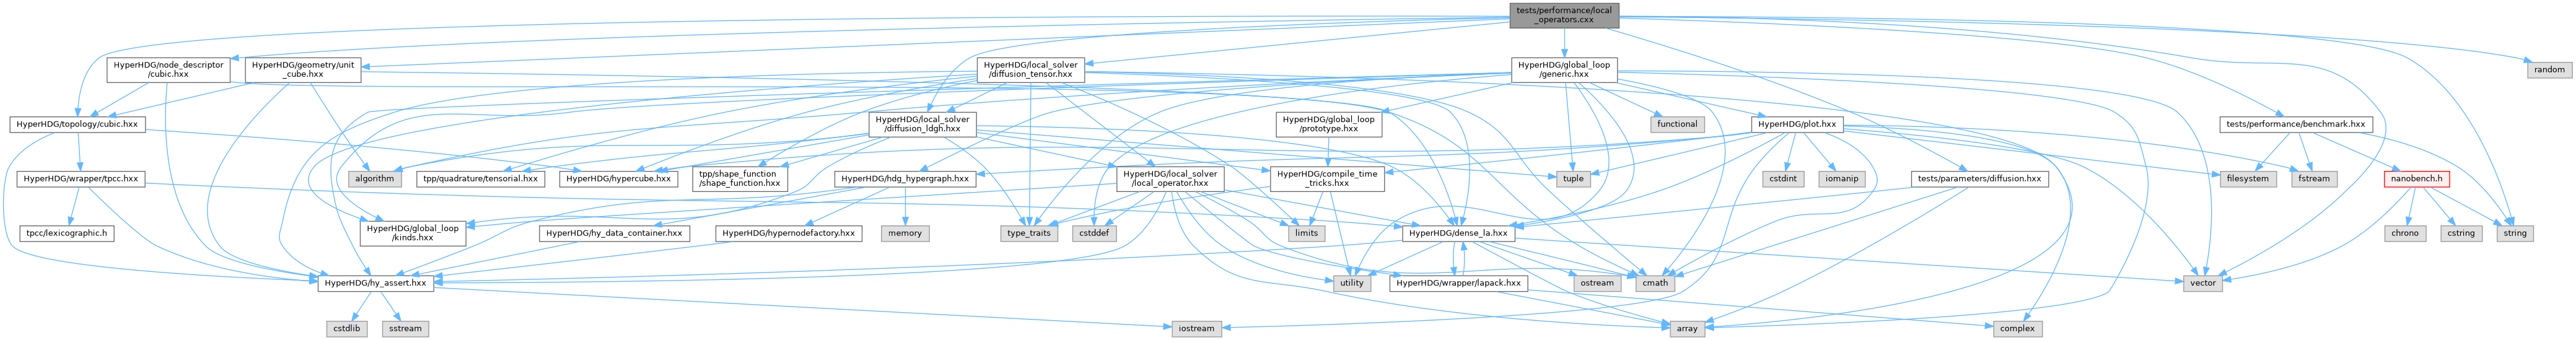 tests/performance/local
_operators.cxx
HyperHDG/node_descriptor
/cubic.hxx
HyperHDG/geometry/unit
_cube.hxx
HyperHDG/local_solver
/diffusion_tensor.hxx
HyperHDG/global_loop
/generic.hxx
random
HyperHDG/topology/cubic.hxx
HyperHDG/local_solver
/diffusion_ldgh.hxx
HyperHDG/global_loop
/prototype.hxx
functional
HyperHDG/plot.hxx
tests/performance/benchmark.hxx
HyperHDG/wrapper/tpcc.hxx
algorithm
tpp/quadrature/tensorial.hxx
HyperHDG/hypercube.hxx
tpp/shape_function
/shape_function.hxx
HyperHDG/hdg_hypergraph.hxx
HyperHDG/local_solver
/local_operator.hxx
HyperHDG/compile_time
_tricks.hxx
tuple
cstdint
iomanip
tests/parameters/diffusion.hxx
filesystem
fstream
nanobench.h
tpcc/lexicographic.h
HyperHDG/global_loop
/kinds.hxx
HyperHDG/hy_data_container.hxx
HyperHDG/hypernodefactory.hxx
memory
type_traits
cstddef
limits
HyperHDG/dense_la.hxx
chrono
cstring
string
HyperHDG/hy_assert.hxx
utility
HyperHDG/wrapper/lapack.hxx
ostream
cmath
vector
cstdlib
sstream
iostream
array
complex